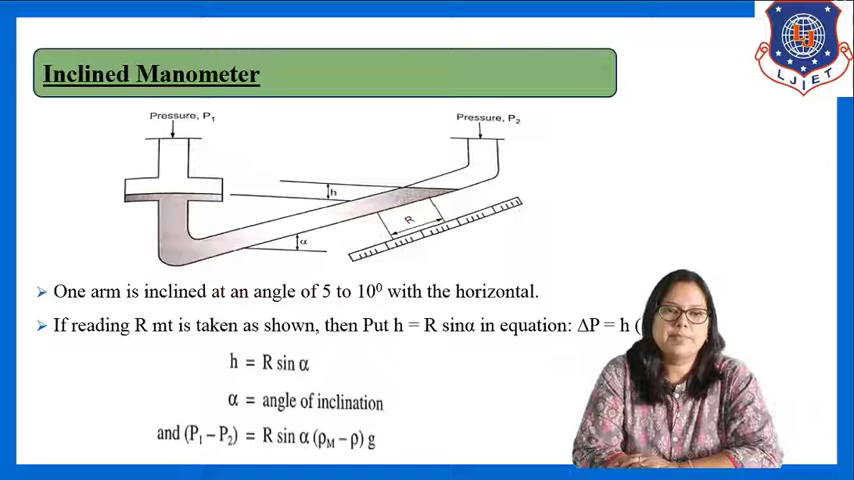 LJ
LJIET
Inclined Manometer
Pressure, P₁
Pressure, P₂
h
R
α
➢ One arm is inclined at an angle of 5 to 10⁰ with the horizontal.
➢ If reading R mt is taken as shown, then Put h = R sinα in equation: ΔP = h (
h = R sin α
α = angle of inclination
and (P₁ – P₂) = R sin α (ρM – ρ) g